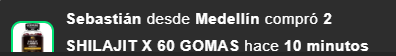 Sebastián desde Medellín compró 2
SHILAJIT X 60 GOMAS hace 10 minutos